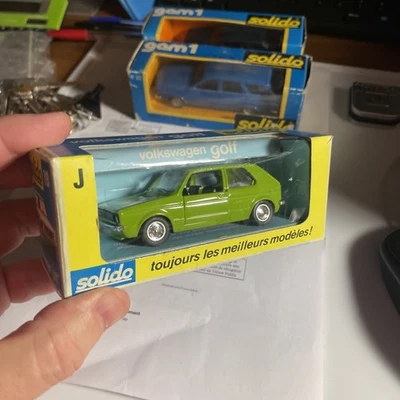 solido
gam1
solido
gam1
solido
volkswagen golf
J
solido
toujours les meilleurs modèles!